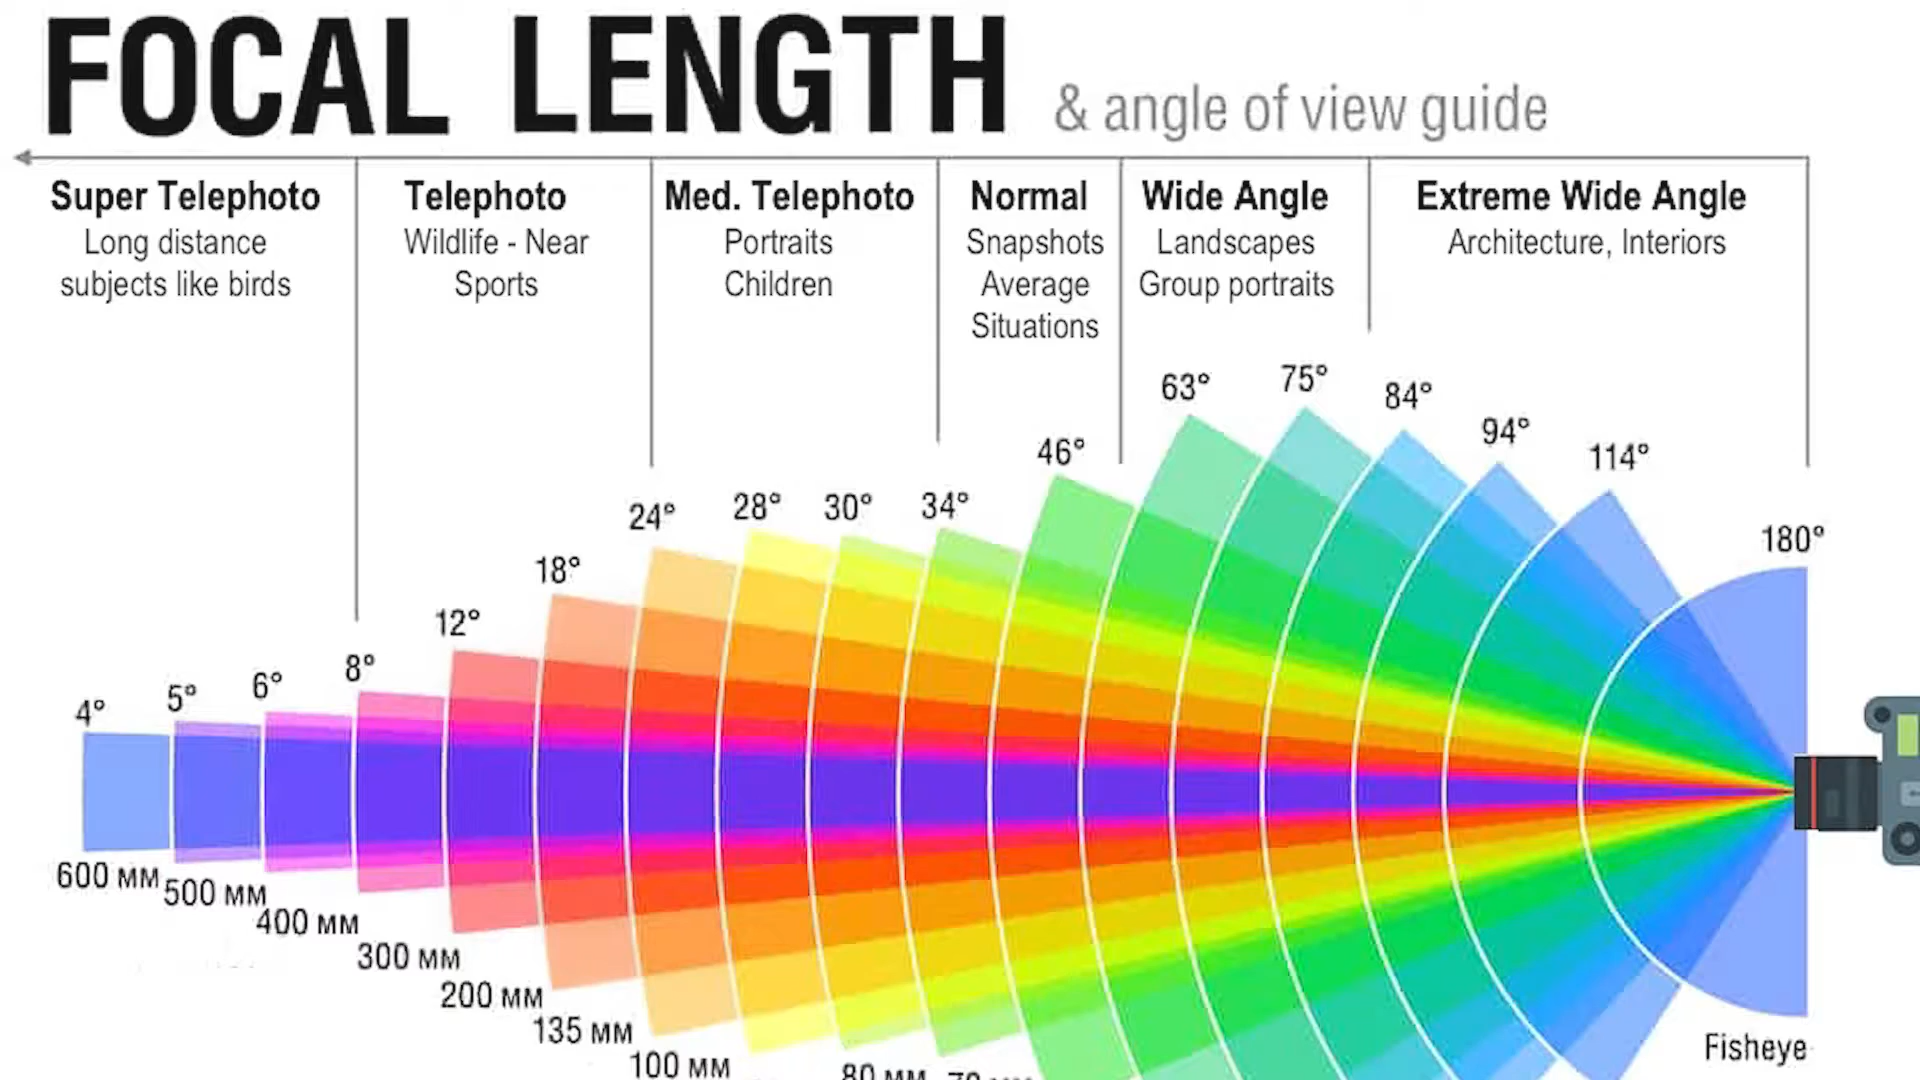 FOCAL LENGTH & angle of view guide
Super Telephoto
Long distance
subjects like birds
Telephoto
Wildlife - Near
Sports
Med. Telephoto
Portraits
Children
Normal
Snapshots
Average
Situations
Wide Angle
Landscapes
Group portraits
Extreme Wide Angle
Architecture, Interiors
4°
5°
6°
8°
12°
18°
24°
28°
30°
34°
46°
63°
75°
84°
94°
114°
180°
600 MM
500 MM
400 MM
300 MM
200 MM
135 MM
100 MM
80 MM
Fisheye